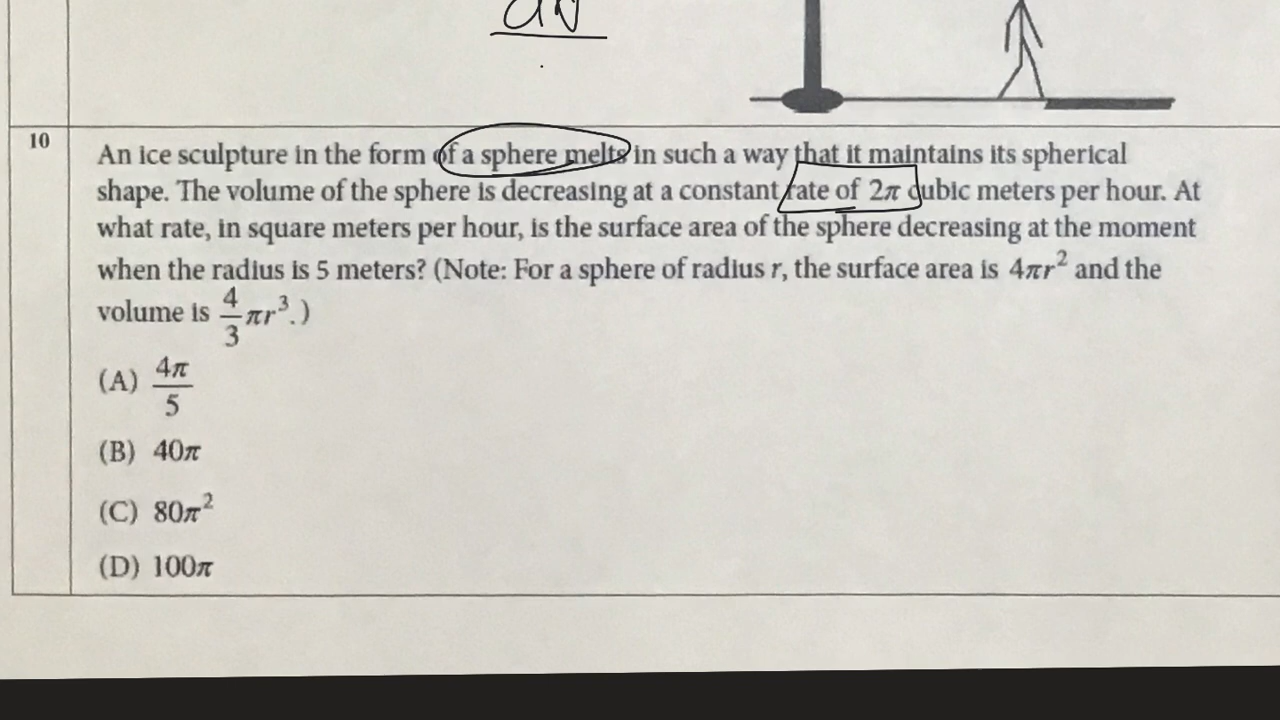 10
An ice sculpture in the form of a sphere melts in such a way that it maintains its spherical
shape. The volume of the sphere is decreasing at a constant rate of 2π cubic meters per hour. At
what rate, in square meters per hour, is the surface area of the sphere decreasing at the moment
when the radius is 5 meters? (Note: For a sphere of radius r, the surface area is 4πr² and the
volume is 4/3 πr³.)
(A) 4π/5
(B) 40π
(C) 80π²
(D) 100π